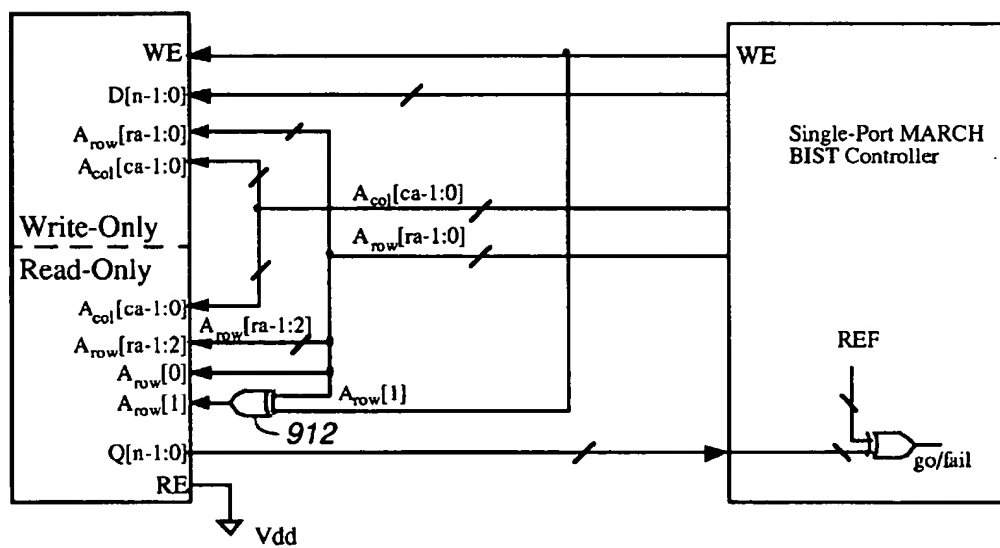 WE
D[n-1:0]
A_row[ra-1:0]
A_col[ca-1:0]
Write-Only
Read-Only
A_col[ca-1:0]
A_row[ra-1:2]
A_row[0]
A_row[1]
Q[n-1:0]
RE
Vdd
A_row[ra-1:2]
912
A_row[1]
A_col[ca-1:0]
A_row[ra-1:0]
WE
Single-Port MARCH
BIST Controller
REF
go/fail